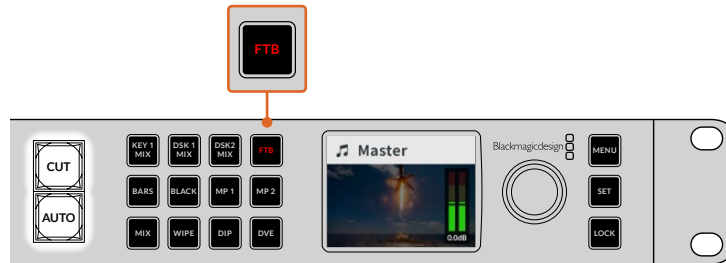 FTB
CUT
AUTO
KEY 1 MIX
DSK 1 MIX
DSK2 MIX
FTB
BARS
BLACK
MP 1
MP 2
MIX
WIPE
DIP
DVE
Master
0.0dB
Blackmagicdesign
MENU
SET
LOCK